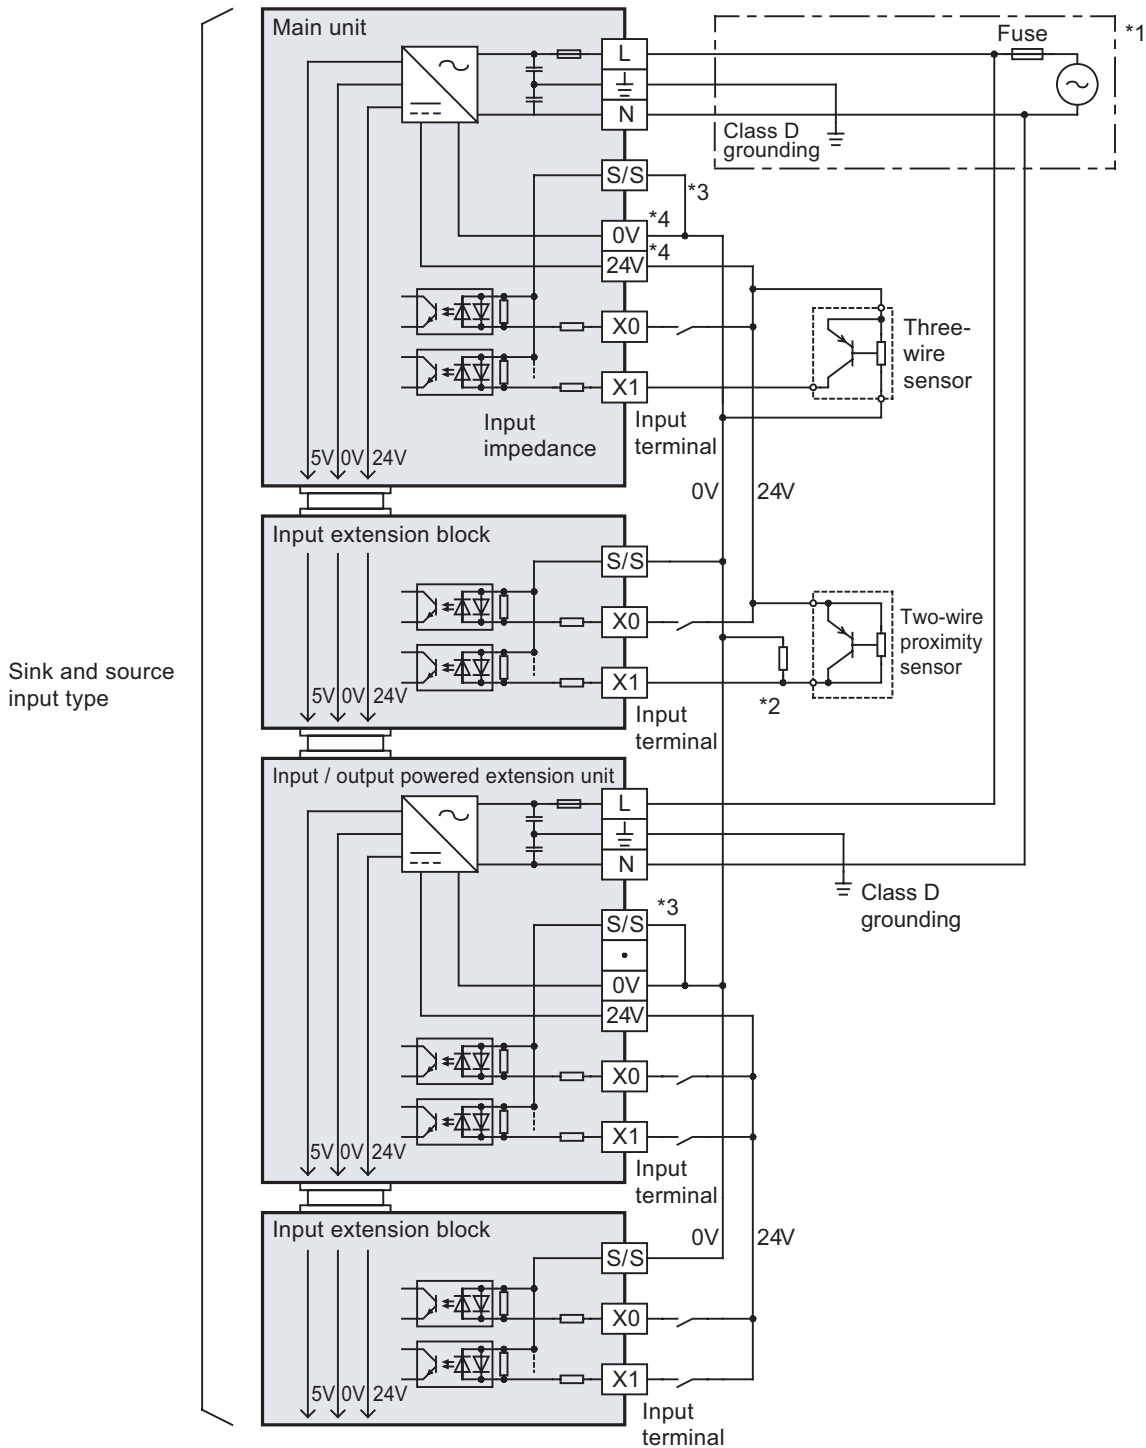 Main unit
L
N
Fuse
*1
Class D
grounding
S/S
*3
*4
0V
*4
24V
X0
X1
Three-
wire
sensor
Input
impedance
Input
terminal
5V 0V 24V
0V 24V
Input extension block
S/S
X0
X1
Two-wire
proximity
sensor
*2
Input
terminal
5V 0V 24V
Sink and source
input type
Input / output powered extension unit
L
N
Class D
grounding
S/S
*3
•
0V
24V
X0
X1
Input
terminal
5V 0V 24V
Input extension block
0V 24V
S/S
X0
X1
5V 0V 24V
Input
terminal